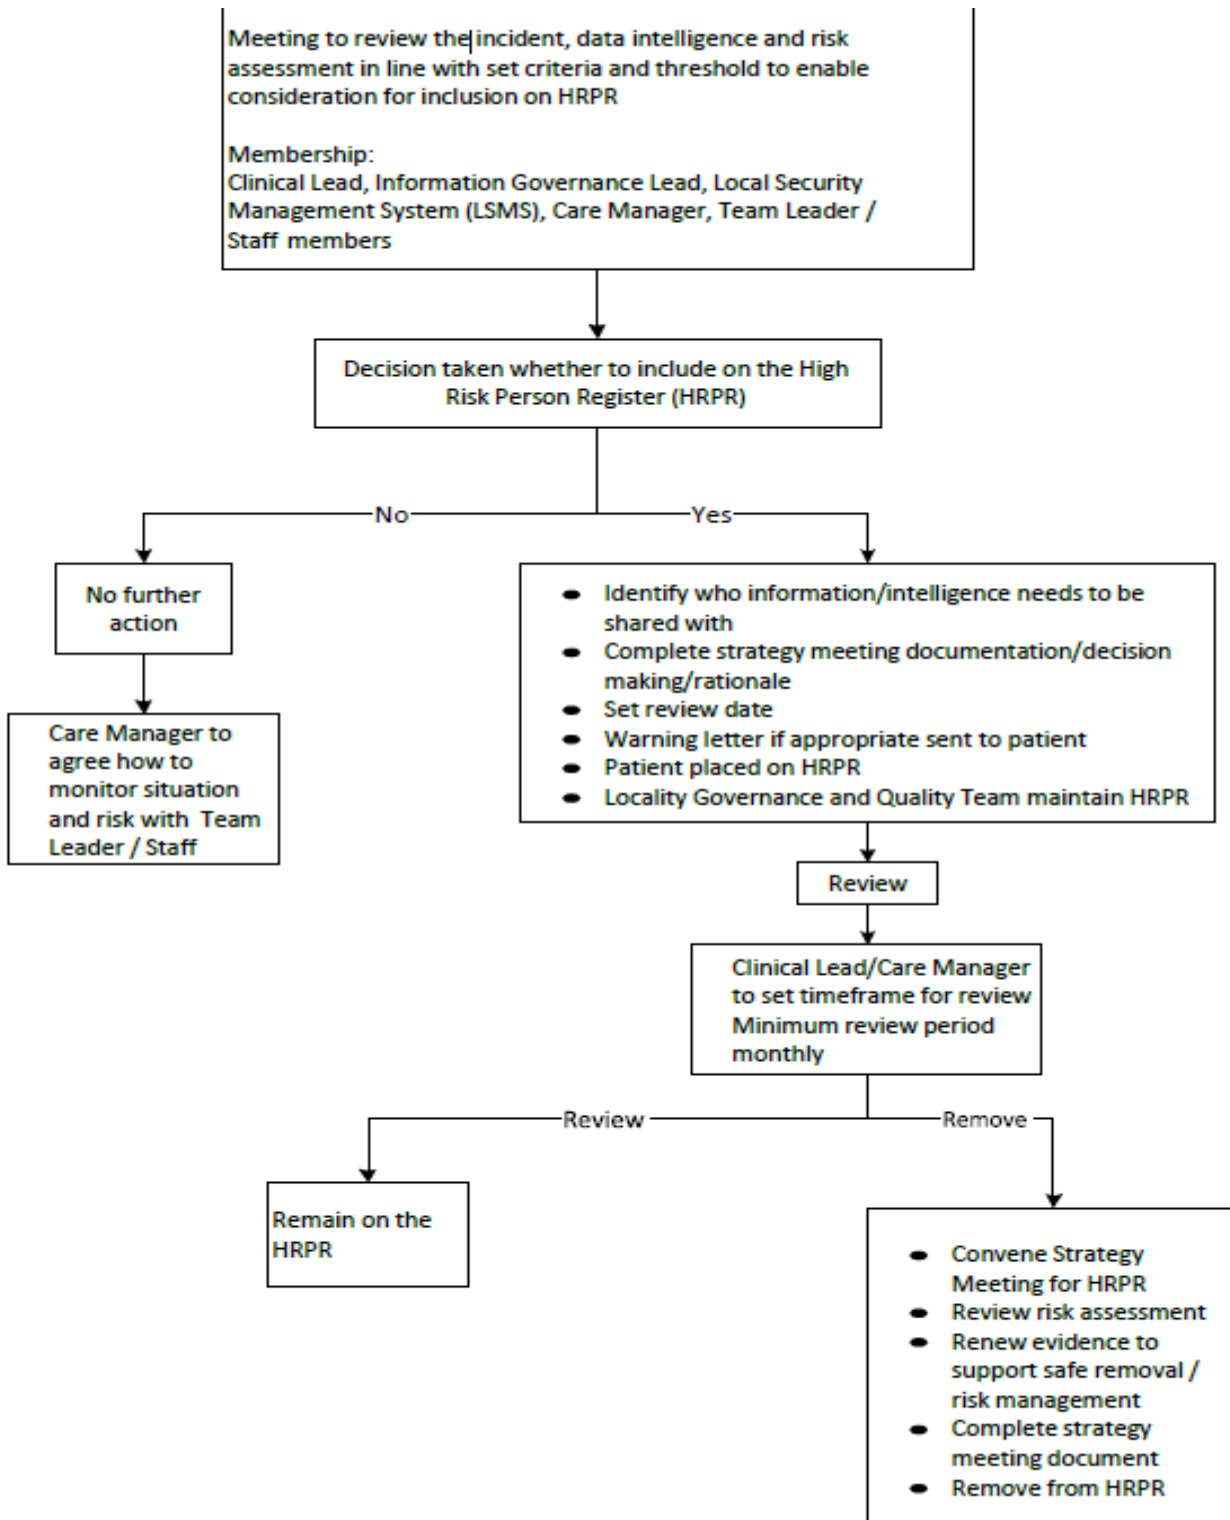 Meeting to review the incident, data intelligence and risk
assessment in line with set criteria and threshold to enable
consideration for inclusion on HRPR
Membership:
Clinical Lead, Information Governance Lead, Local Security
Management System (LSMS), Care Manager, Team Leader /
Staff members
Decision taken whether to include on the High
Risk Person Register (HRPR)
No
Yes
No further
action
Care Manager to
agree how to
monitor situation
and risk with Team
Leader / Staff
● Identify who information/intelligence needs to be
shared with
● Complete strategy meeting documentation/decision
making/rationale
● Set review date
● Warning letter if appropriate sent to patient
● Patient placed on HRPR
● Locality Governance and Quality Team maintain HRPR
Review
Clinical Lead/Care Manager
to set timeframe for review
Minimum review period
monthly
Review
Remove
Remain on the
HRPR
● Convene Strategy
Meeting for HRPR
● Review risk assessment
● Renew evidence to
support safe removal /
risk management
● Complete strategy
meeting document
● Remove from HRPR